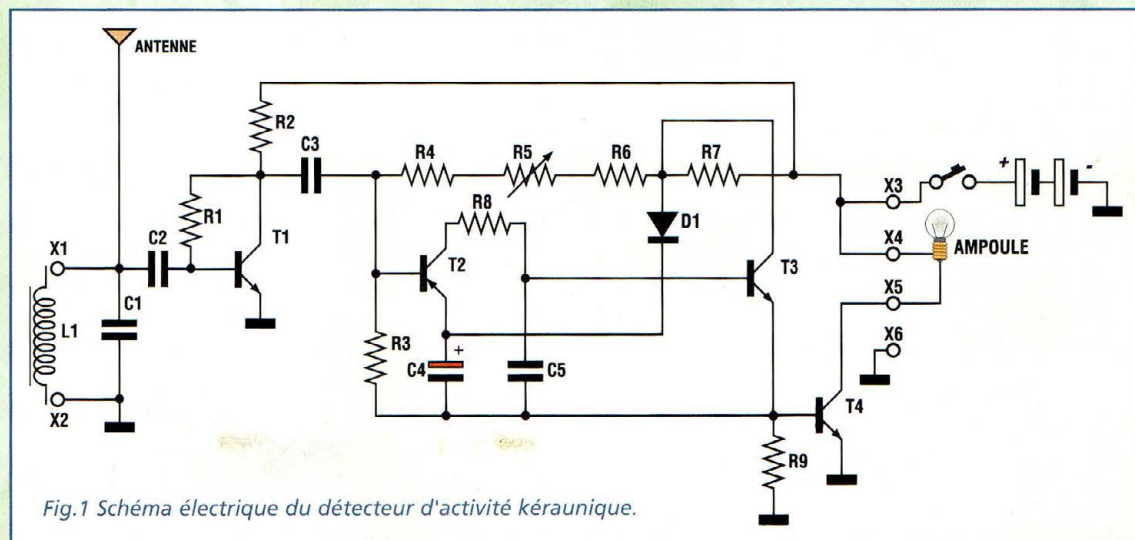 ANTENNE
R2
C3
R4
R5
R6
R7
X3
+
-
R1
R8
X1
C2
T1
D1
X4
AMPOULE
T2
T3
C1
X5
L1
R3
+
X6
C4
C5
X2
T4
R9
Fig.1 Schéma électrique du détecteur d'activité kéraunique.